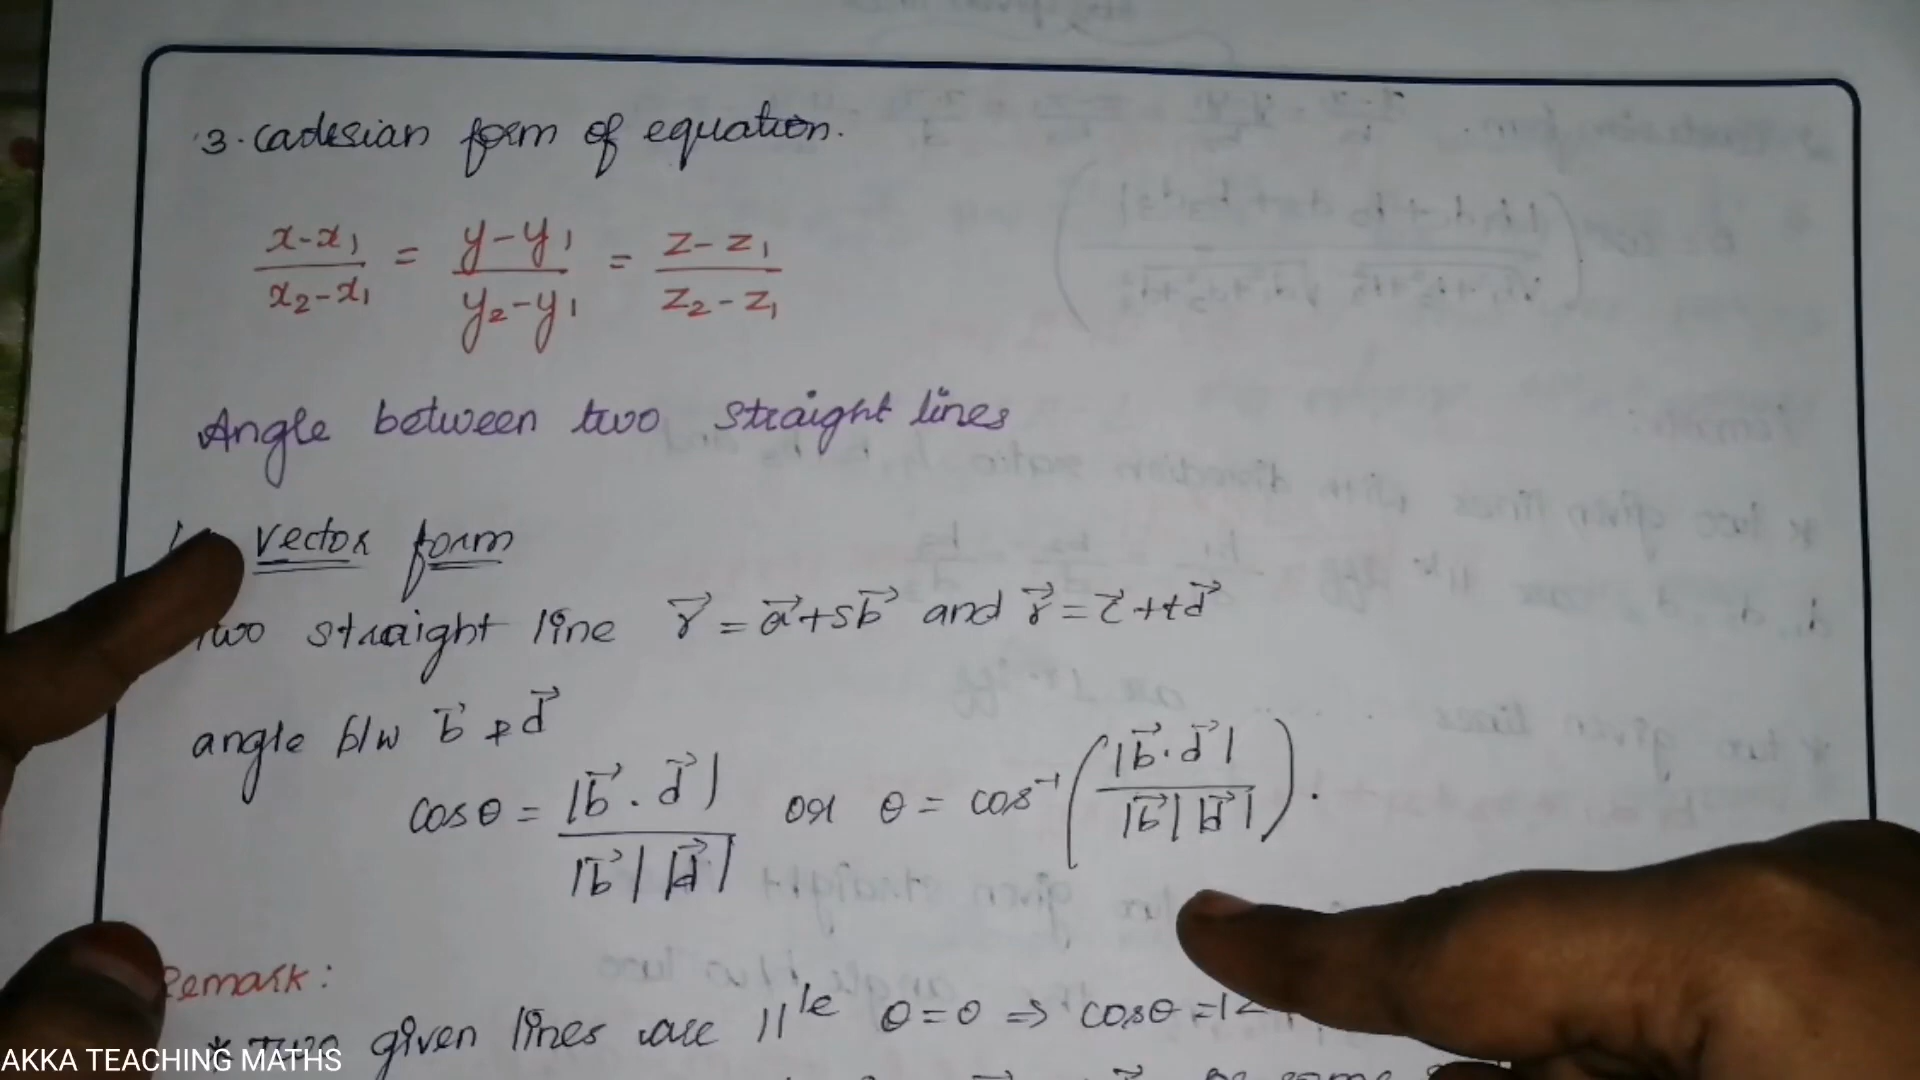 3. Cartesian form of equation.
x-x₁/x₂-x₁ = y-y₁/y₂-y₁ = z-z₁/z₂-z₁
Angle between two straight lines
vector form
two straight line r⃗ = a⃗+sb⃗ and r⃗ = c⃗+td⃗
angle b/w b⃗ & d⃗
cosθ = |b⃗ . d⃗| / |b⃗| |d⃗| or θ = cos⁻¹(|b⃗.d⃗| / |b⃗| |d⃗|).
Remark:
* Two given lines are ||le θ=0 ⇒ cosθ=1
AKKA TEACHING MATHS